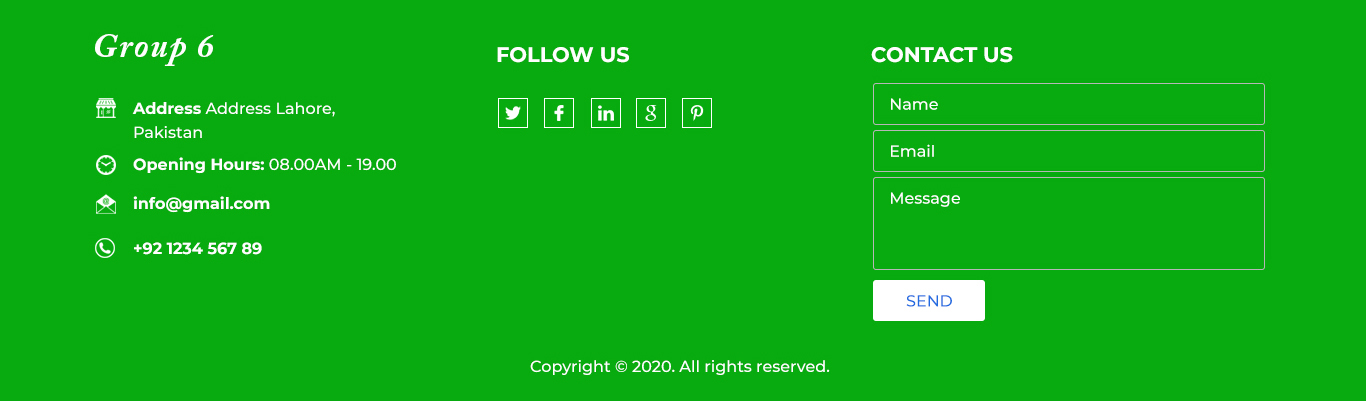 Group 6
Address Address Lahore,
Pakistan
Opening Hours: 08.00AM - 19.00
info@gmail.com
+92 1234 567 89
FOLLOW US
CONTACT US
Name
Email
Message
SEND
Copyright © 2020. All rights reserved.